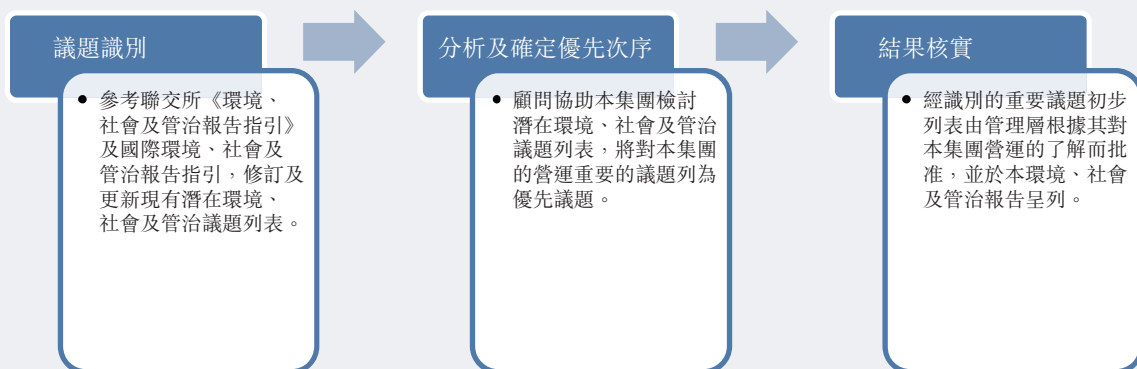 議題識別
• 參考聯交所《環境、
社會及管治報告指引》
及國際環境、社會及
管治報告指引，修訂及
更新現有潛在環境、
社會及管治議題列表。
分析及確定優先次序
• 顧問協助本集團檢討
潛在環境、社會及管治
議題列表，將對本集團
的營運重要的議題列為
優先議題。
結果核實
• 經識別的重要議題初步
列表由管理層根據其對
本集團營運的了解而批
准，並於本環境、社會
及管治報告呈列。